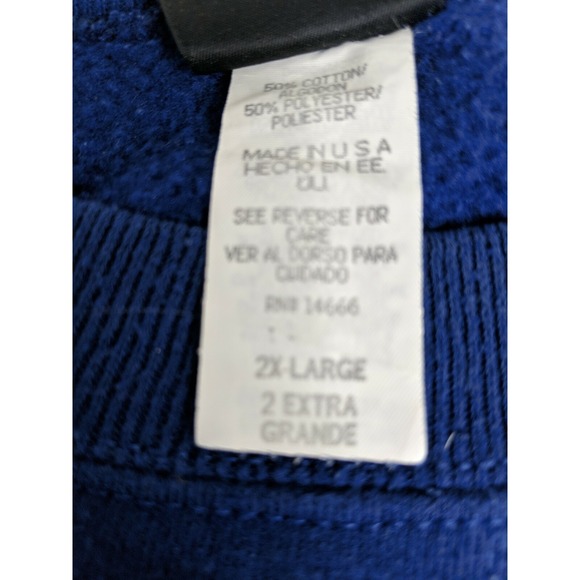 50% COTTON/
ALGODON
50% POLYESTER/
POLIESTER
MADE IN U S A
HECHO EN EE.
UU.
SEE REVERSE FOR
CARE
VER AL DORSO PARA
CUIDADO
RN# 14666
2X-LARGE
2 EXTRA
GRANDE